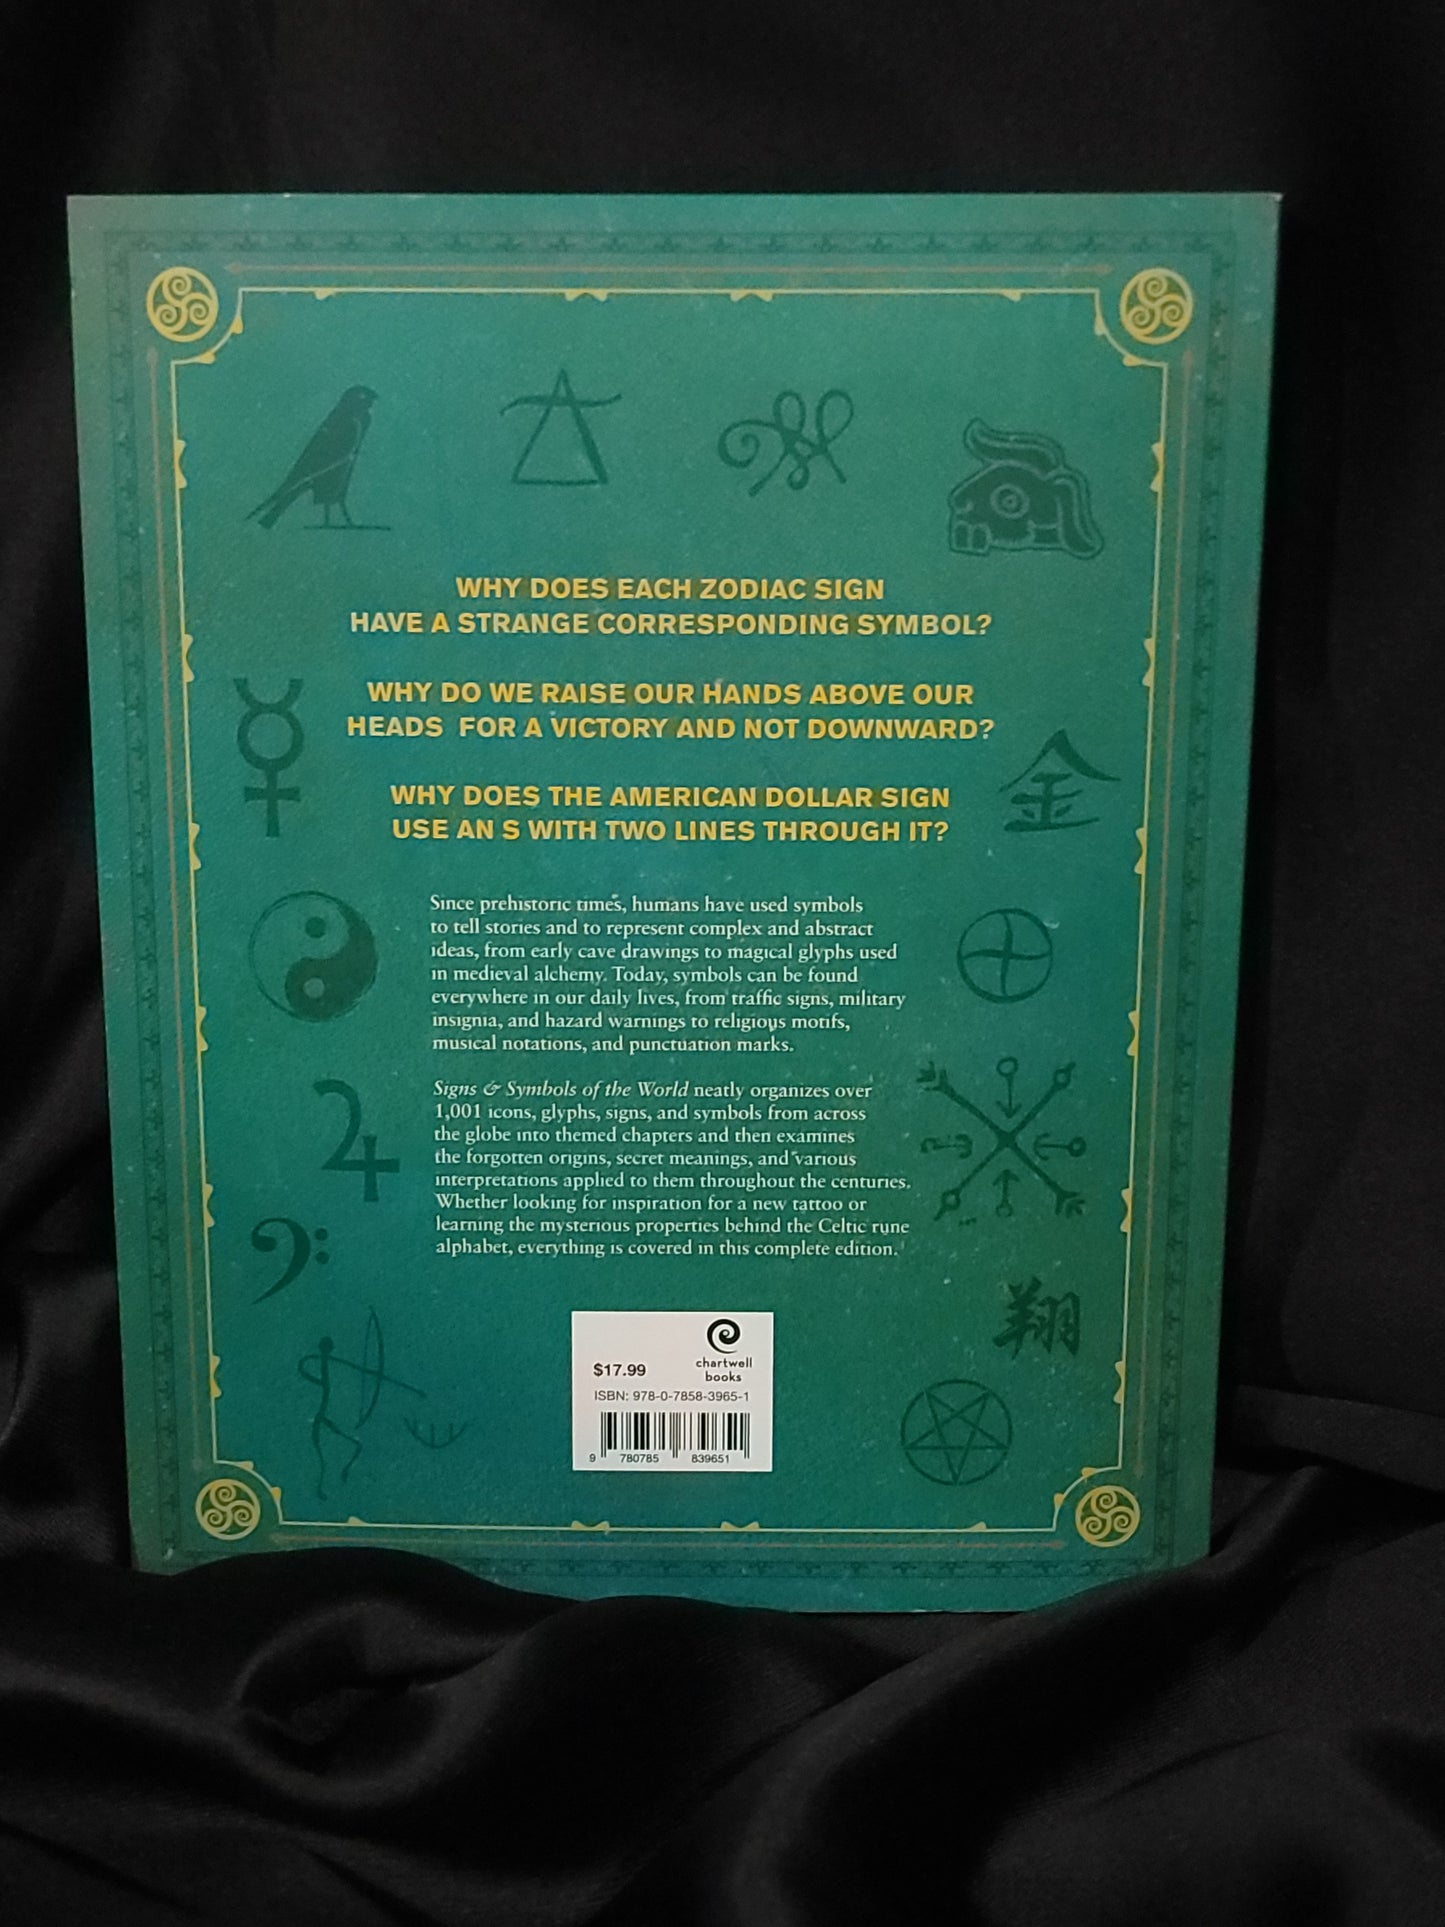 WHY DOES EACH ZODIAC SIGN
HAVE A STRANGE CORRESPONDING SYMBOL?
WHY DO WE RAISE OUR HANDS ABOVE OUR
HEADS FOR A VICTORY AND NOT DOWNWARD?
WHY DOES THE AMERICAN DOLLAR SIGN
USE AN S WITH TWO LINES THROUGH IT?
金
Since prehistoric times, humans have used symbols
to tell stories and to represent complex and abstract
ideas, from early cave drawings to magical glyphs used
in medieval alchemy. Today, symbols can be found
everywhere in our daily lives, from traffic signs, military
insignia, and hazard warnings to religious motifs,
musical notations, and punctuation marks.
Signs & Symbols of the World neatly organizes over
1,001 icons, glyphs, signs, and symbols from across
the globe into themed chapters and then examines
the forgotten origins, secret meanings, and various
interpretations applied to them throughout the centuries.
Whether looking for inspiration for a new tattoo or
learning the mysterious properties behind the Celtic rune
alphabet, everything is covered in this complete edition.
翔
chartwell
books
$17.99
ISBN: 978-0-7858-3965-1
9 780785 839651